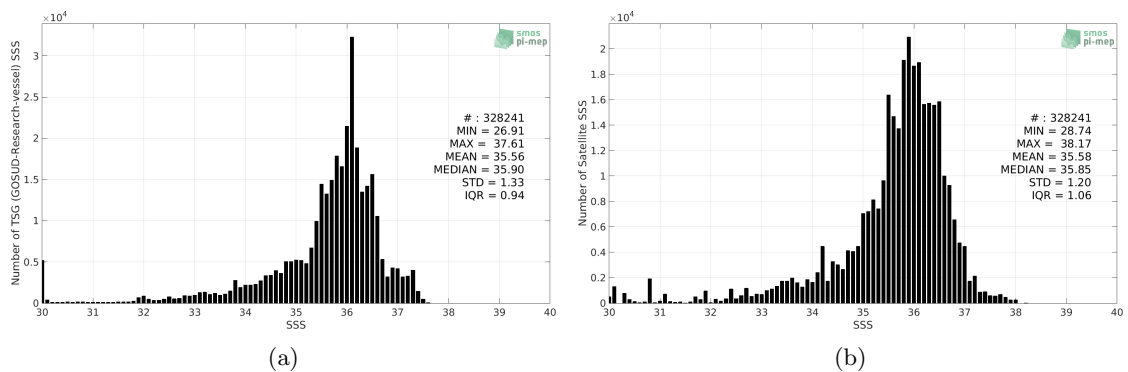 ×10⁴
smos
pi-mep
Number of TSG (GOSUD-Research-vessel) SSS
3
2.5
2
1.5
1
0.5
0
# : 328241
MIN = 26.91
MAX = 37.61
MEAN = 35.56
MEDIAN = 35.90
STD = 1.33
IQR = 0.94
30 31 32 33 34 35 36 37 38 39 40
SSS
(a)
×10⁴
smos
pi-mep
Number of Satellite SSS
2
1.8
1.6
1.4
1.2
1
0.8
0.6
0.4
0.2
0
# : 328241
MIN = 28.74
MAX = 38.17
MEAN = 35.58
MEDIAN = 35.85
STD = 1.20
IQR = 1.06
30 31 32 33 34 35 36 37 38 39 40
SSS
(b)